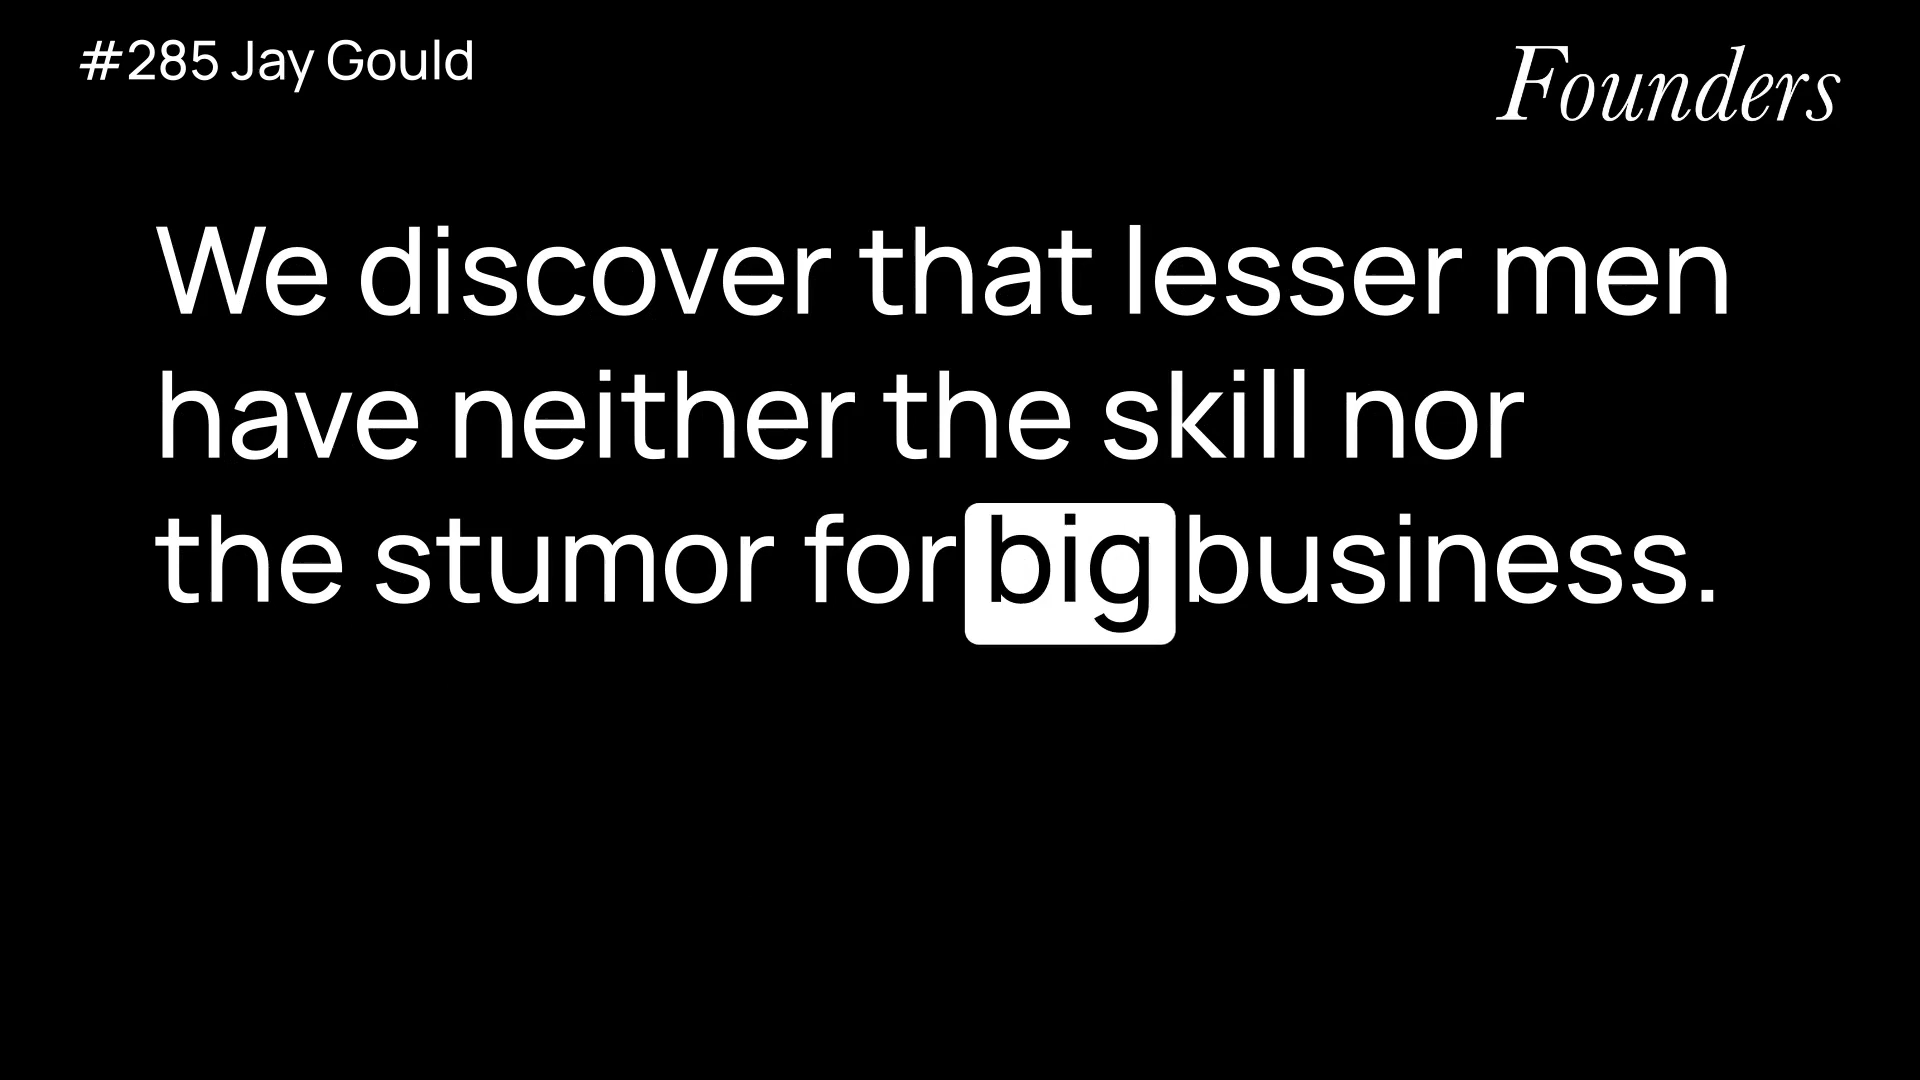 #285 Jay Gould
Founders
We discover that lesser men
have neither the skill nor
the stumor for big business.